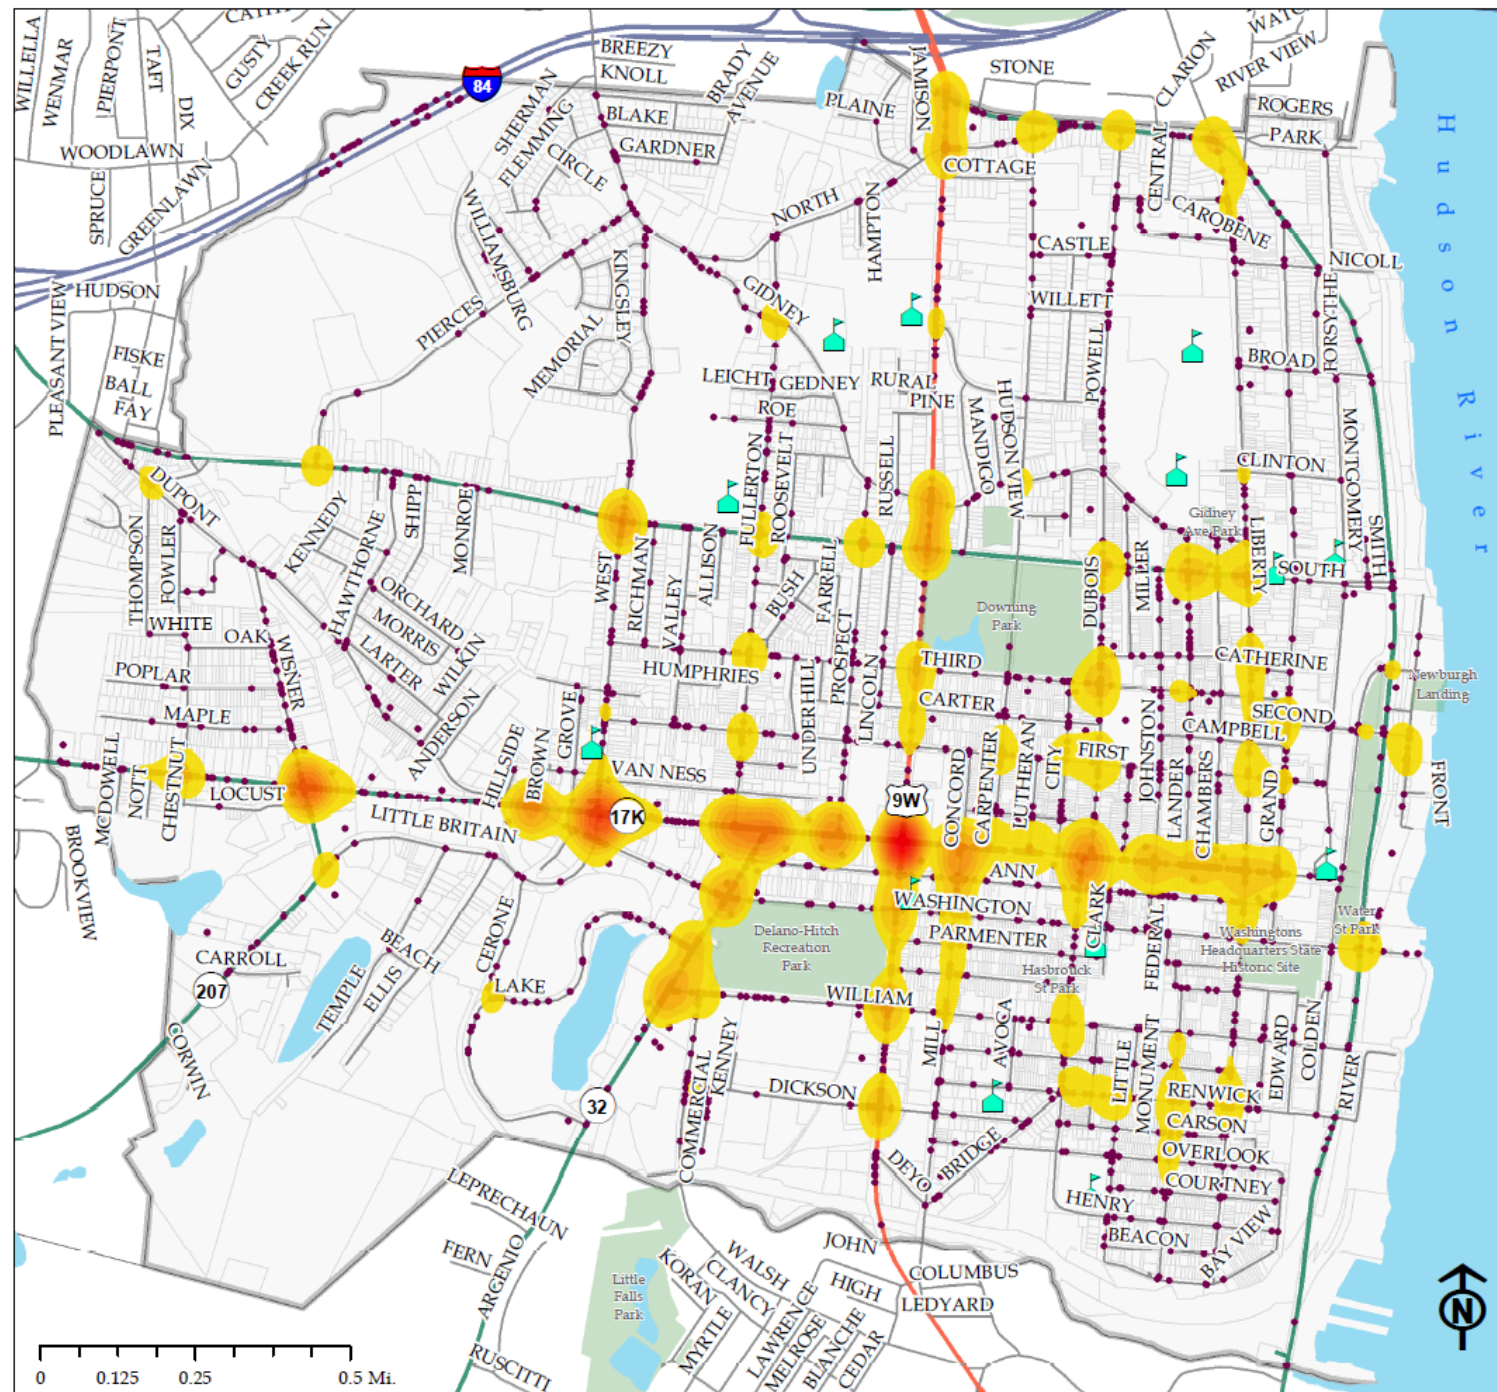 WILLELLA
WENMAR
PIERPONT
TAFT
DIX
GUSTY
CREEK RUN
WOODLAWN
SPRUCE
GREENLAWN
84
BREEZY
KNOLL
BRADY
AVENUE
SHERMAN
FLEMMING
CIRCLE
BLAKE
GARDNER
PLAINE
JAMISON
STONE
CLARION
RIVER VIEW
ROGERS
PARK
CENTRAL
COTTAGE
CAROBENE
NORTH
HAMPTON
WILLIAMSBURG
KINGSLEY
CASTLE
NICOLL
Hudson River
HUDSON
PLEASANT VIEW
PIERCES
MEMORIAL
GIDNEY
WILLETT
FORSYTHE
FISKE
BALL
FAY
LEICHT
GEDNEY
RURAL
PINE
ROE
POWELL
BROAD
HUDSON VIEW
MANDIGO
MONTGOMERY
CLINTON
RUSSELL
FULLERTON
ROOSEVELT
DUPONT
KENNEDY
SHIPP
MONROE
HAWTHORNE
THOMPSON
FOWLER
Gidney
Ave Park
LIBERTY
SMITH
SOUTH
WEST
RICHMAN
VALLEY
ALLISON
BUSH
FARRELL
DUBOIS
MILLER
Downing
Park
WHITE
OAK
WISNER
ORCHARD
MORRIS
LARTER
WILKIN
ANDERSON
POPLAR
MAPLE
HUMPHRIES
UNDERHILL
PROSPECT
LINCOLN
THIRD
CARTER
CATHERINE
SECOND
CAMPBELL
Newburgh
Landing
MCDOWELL
NOTT
CHESTNUT
LOCUST
HILLSIDE
BROWN
GROVE
VAN NESS
LITTLE BRITAIN
17K
9W
CONCORD
CARPENTER
LUTHERAN
CITY
FIRST
JOHNSTON
LANDER
CHAMBERS
GRAND
FRONT
BROOKVIEW
ANN
WASHINGTON
PARMENTER
CLARK
FEDERAL
Delano-Hitch
Recreation
Park
Hasbrouck
St Park
Washingtons
Headquarters State
Historic Site
Water
St Park
CARROLL
207
CORWIN
TEMPLE
ELLIS
BEACH
CERONE
LAKE
WILLIAM
MILL
AVOCA
LITTLE
MONUMENT
EDWARD
COLDEN
RIVER
32
COMMERCIAL
KENNEY
DICKSON
RENWICK
CARSON
OVERLOOK
COURTNEY
DEYO
BRIDGE
HENRY
BEACON
BAY VIEW
LEPRECHAUN
FERN
ARGENIO
RUSCITTI
Little
Falls
Park
KORAN
WALSH
CLANCY
MYRTLE
LAWRENCE
MELROSE
BLANCHE
CEDAR
JOHN
HIGH
COLUMBUS
LEDYARD
N
0 0.125 0.25 0.5 Mi.